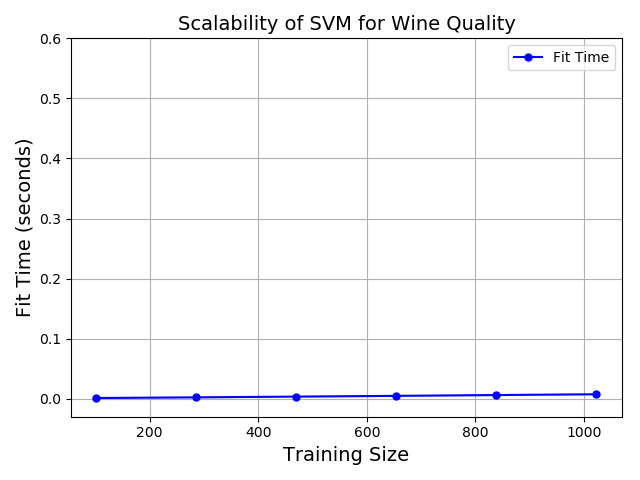 Scalability of SVM for Wine Quality
Fit Time
0.6
0.5
0.4
0.3
0.2
0.1
0.0
Fit Time (seconds)
200 400 600 800 1000
Training Size